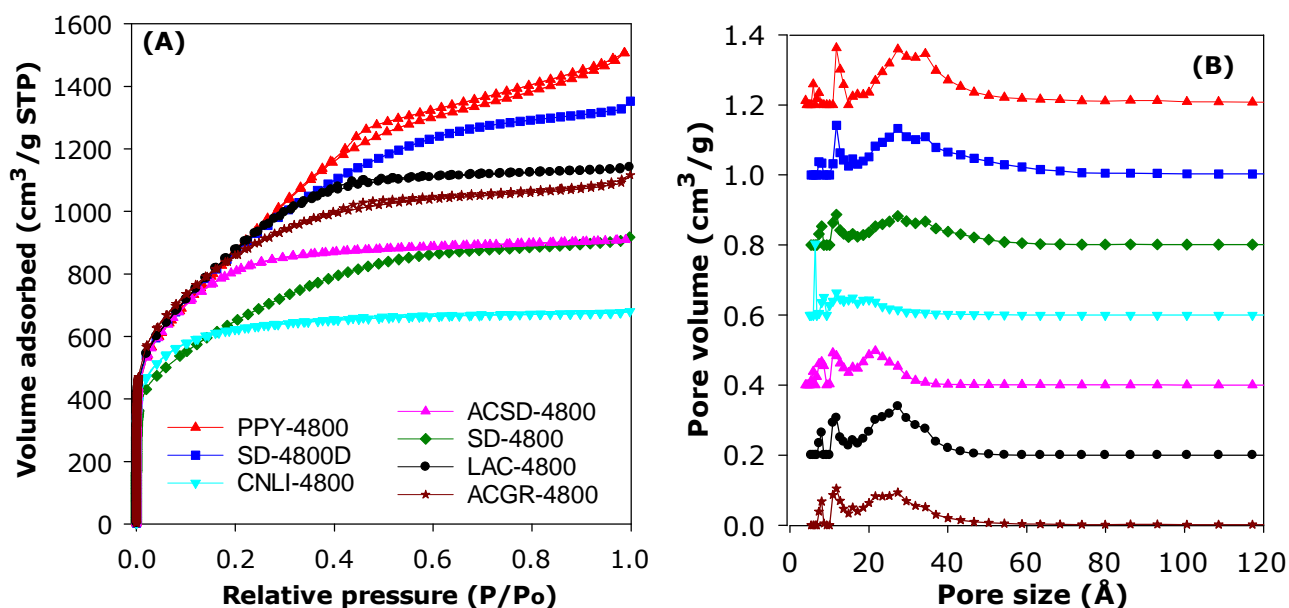 (A)
Volume adsorbed (cm³/g STP)
1600
1400
1200
1000
800
600
400
200
0
0.0 0.2 0.4 0.6 0.8 1.0
Relative pressure (P/Po)
PPY-4800
SD-4800D
CNLI-4800
ACSD-4800
SD-4800
LAC-4800
ACGR-4800
(B)
Pore volume (cm³/g)
1.4
1.2
1.0
0.8
0.6
0.4
0.2
0.0
0 20 40 60 80 100 120
Pore size (Å)